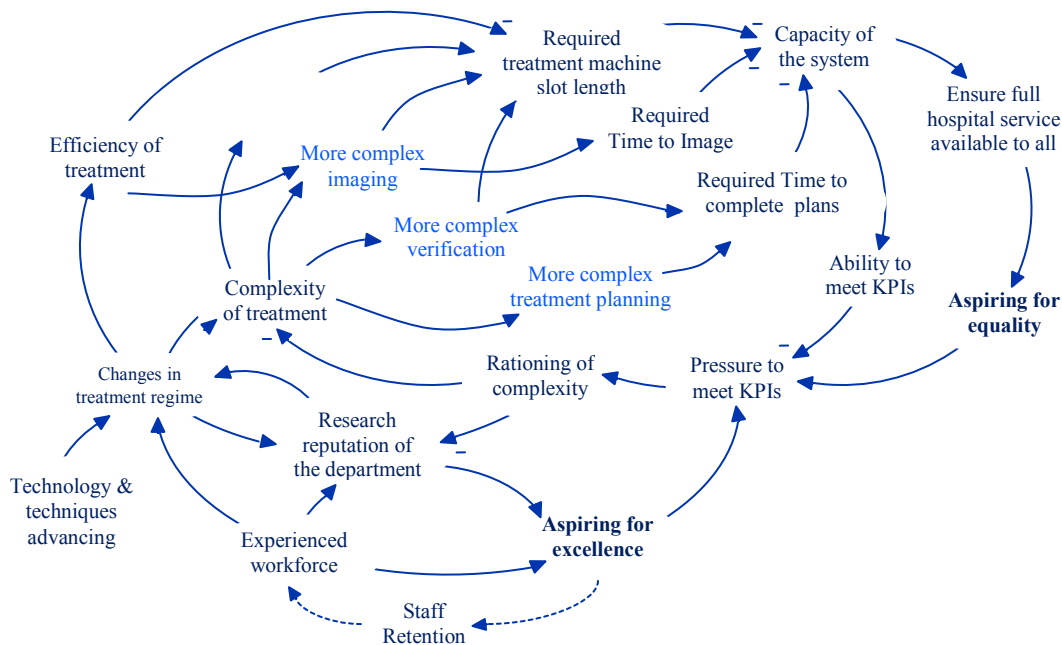 Required
treatment machine
slot length
Capacity of
the system
Ensure full
hospital service
available to all
Efficiency of
treatment
More complex
imaging
Required
Time to Image
Required Time to
complete plans
More complex
verification
More complex
treatment planning
Ability to
meet KPIs
Complexity
of treatment
Aspiring for
equality
Changes in
treatment regime
Rationing of
complexity
Pressure to
meet KPIs
Research
reputation of
the department
Technology &
techniques
advancing
Experienced
workforce
Aspiring for
excellence
Staff
Retention